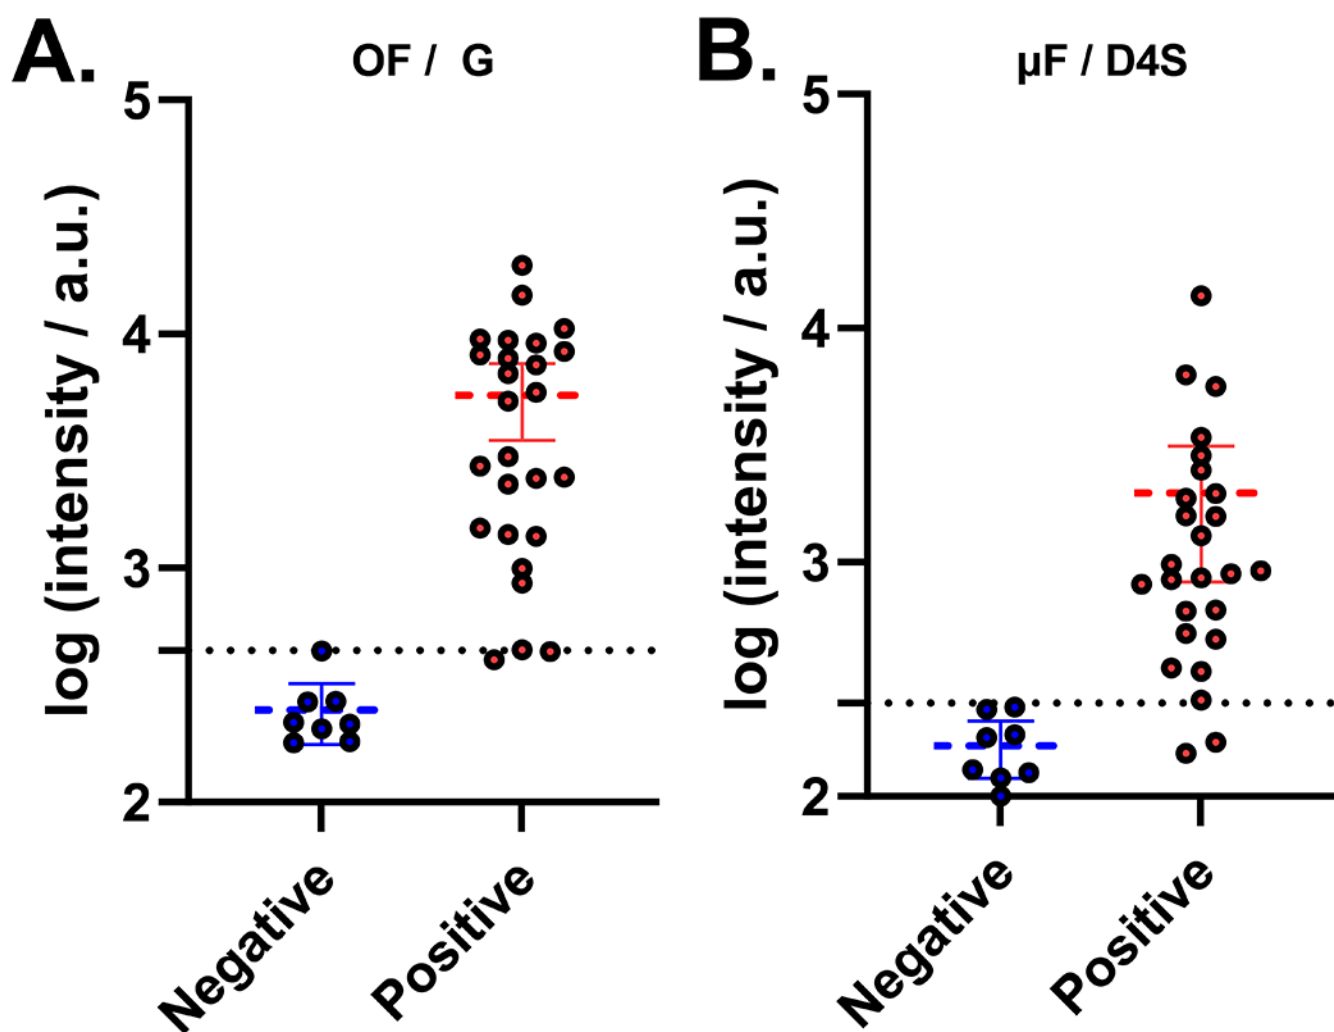 A.
OF / G
log (intensity / a.u.)
5
4
3
2
Negative
Positive
B.
µF / D4S
log (intensity / a.u.)
5
4
3
2
Negative
Positive